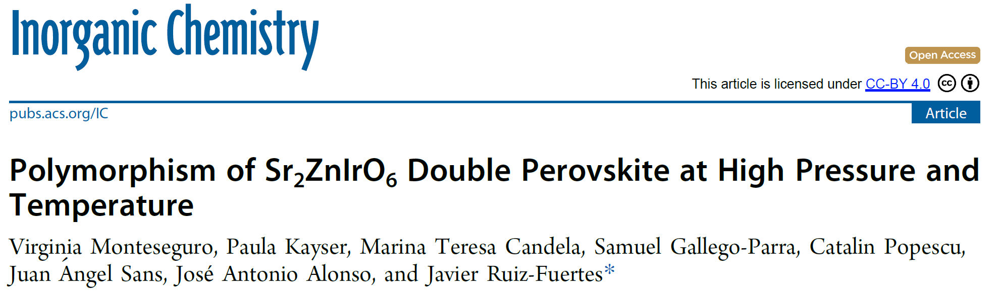 Inorganic Chemistry
Open Access
This article is licensed under CC-BY 4.0
cc
pubs.acs.org/IC
Article
Polymorphism of Sr₂ZnIrO₆ Double Perovskite at High Pressure and
Temperature
Virginia Monteseguro, Paula Kayser, Marina Teresa Candela, Samuel Gallego-Parra, Catalin Popescu,
Juan Ángel Sans, José Antonio Alonso, and Javier Ruiz-Fuertes*